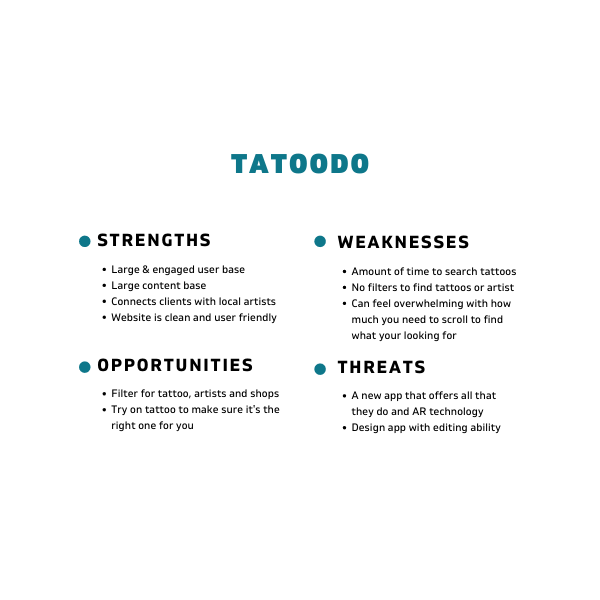 TATOODO
STRENGTHS
• Large & engaged user base
• Large content base
• Connects clients with local artists
• Website is clean and user friendly
WEAKNESSES
• Amount of time to search tattoos
• No filters to find tattoos or artist
• Can feel overwhelming with how
much you need to scroll to find
what your looking for
OPPORTUNITIES
• Filter for tattoo, artists and shops
• Try on tattoo to make sure it's the
right one for you
THREATS
• A new app that offers all that
they do and AR technology
• Design app with editing ability